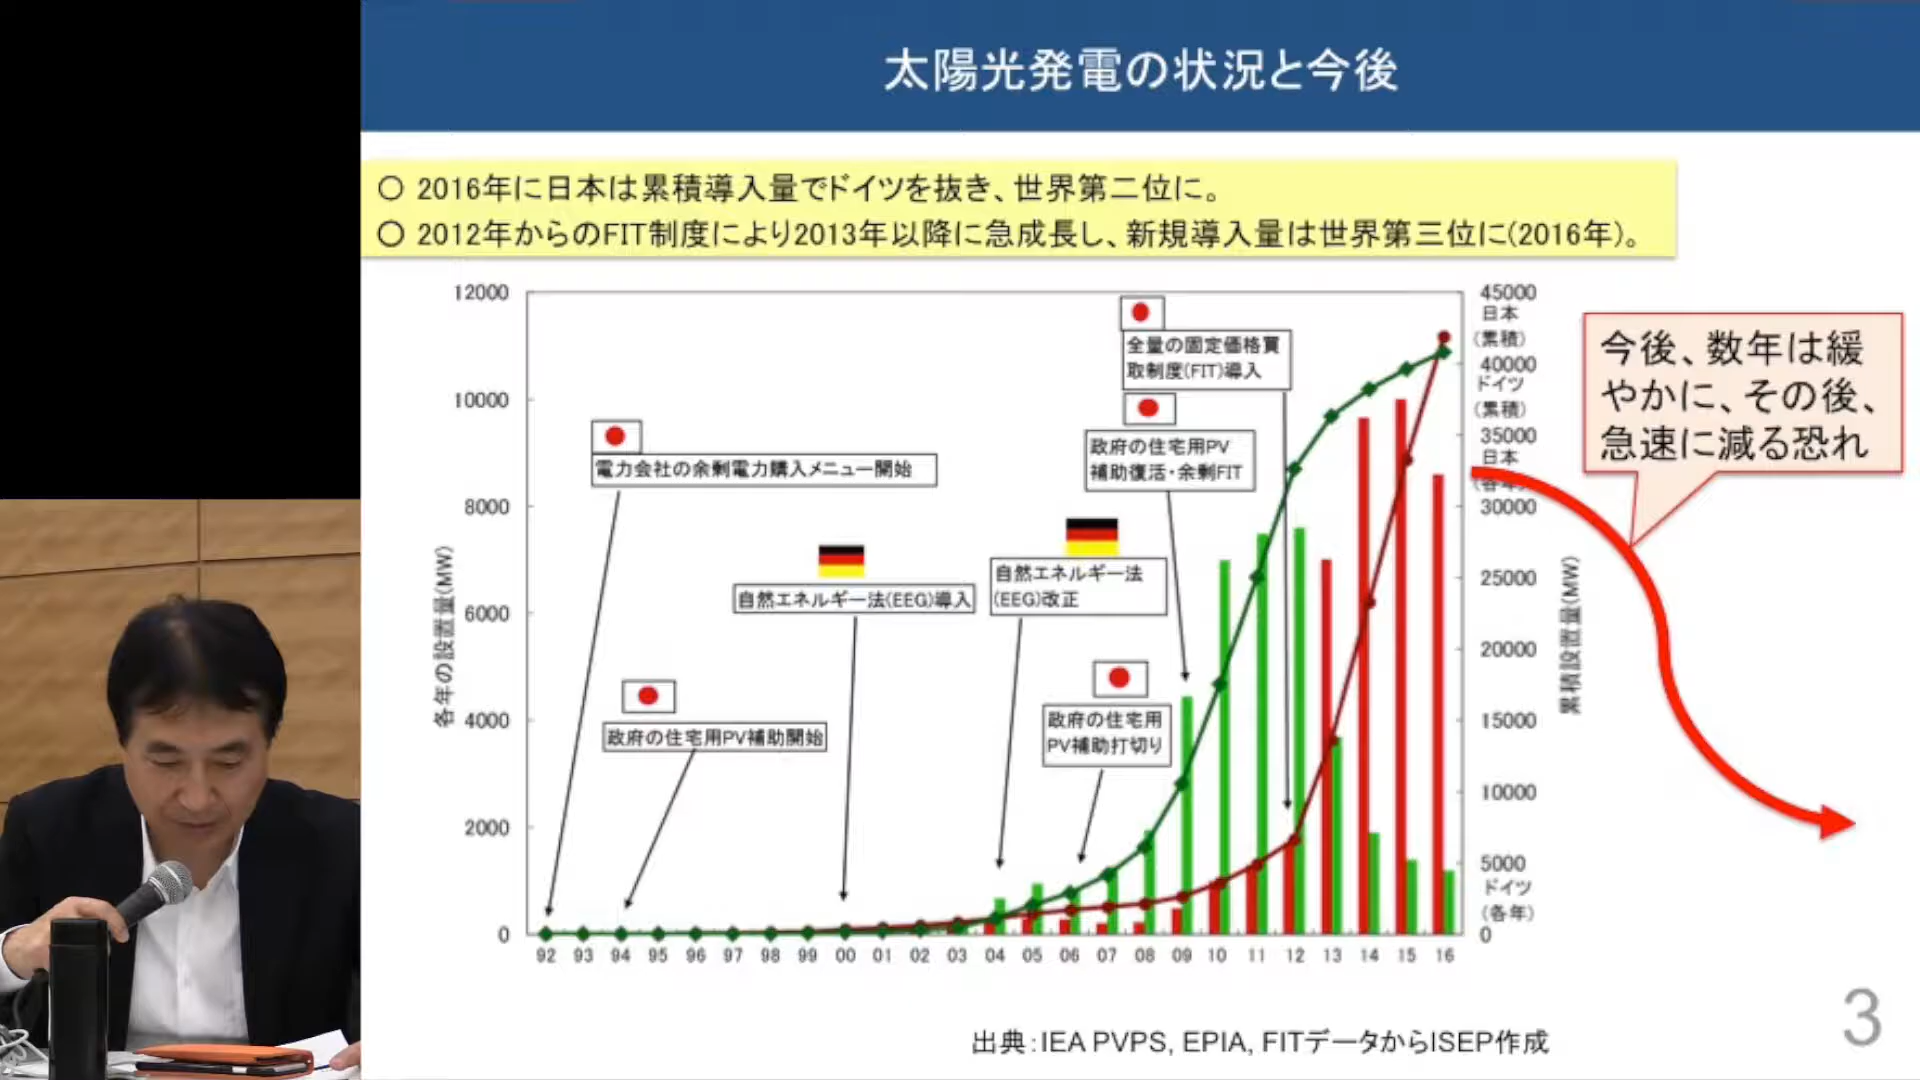 太陽光発電の状況と今後
○ 2016年に日本は累積導入量でドイツを抜き、世界第二位に。
○ 2012年からのFIT制度により2013年以降に急成長し、新規導入量は世界第三位に(2016年)。
12000
10000
8000
6000
4000
2000
0
各年の設置量(MW)
電力会社の余剰電力購入メニュー開始
政府の住宅用PV補助開始
自然エネルギー法(EEG)導入
自然エネルギー法
(EEG)改正
政府の住宅用
PV補助打切り
政府の住宅用PV
補助復活・余剰FIT
全量の固定価格買
取制度(FIT)導入
45000
日本
(累積)
40000
ドイツ
(累積)
35000
日本
(各年)
30000
25000
20000
15000
10000
5000
ドイツ
(各年)
0
累積設置量(MW)
92 93 94 95 96 97 98 99 00 01 02 03 04 05 06 07 08 09 10 11 12 13 14 15 16
今後、数年は緩
やかに、その後、
急速に減る恐れ
出典:IEA PVPS, EPIA, FITデータからISEP作成
3